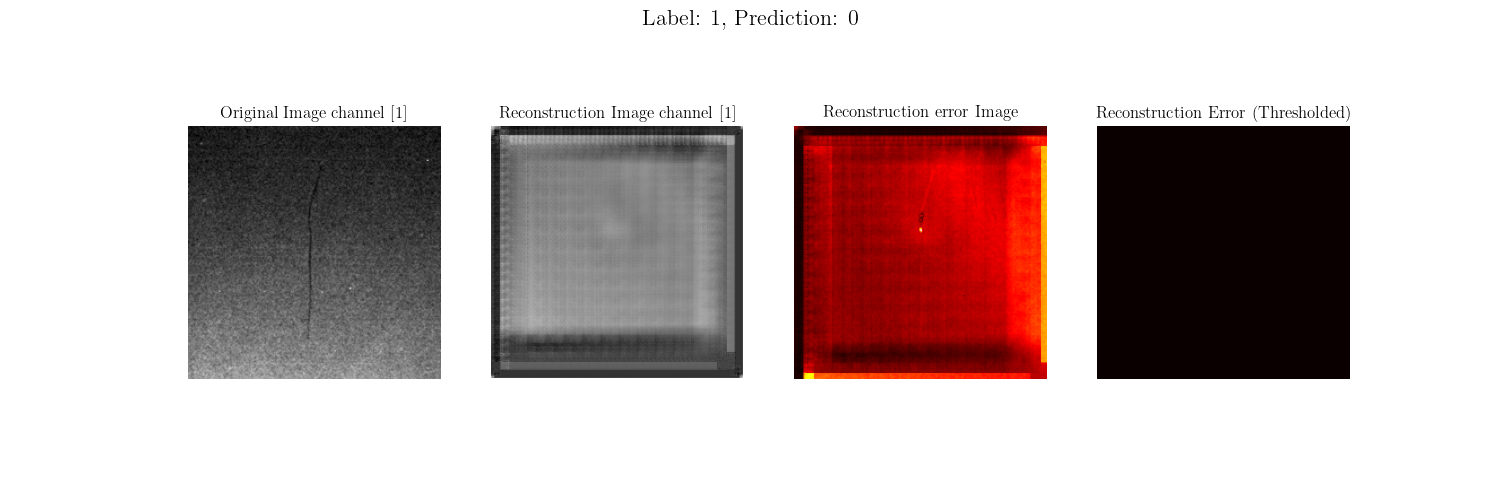 Label: 1, Prediction: 0
Original Image channel [1]
Reconstruction Image channel [1]
Reconstruction error Image
Reconstruction Error (Thresholded)